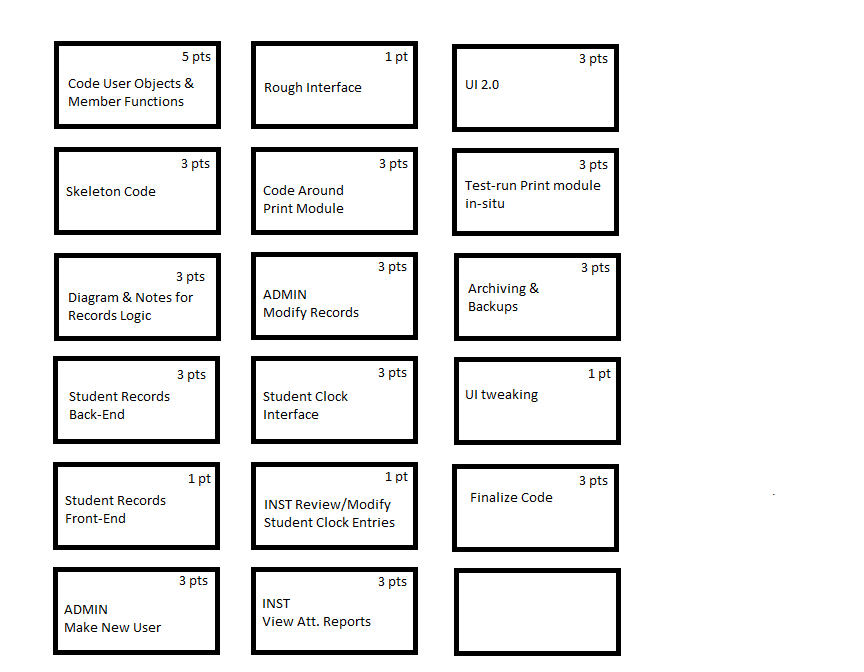 5 pts
Code User Objects &
Member Functions
1 pt
Rough Interface
3 pts
UI 2.0
3 pts
Skeleton Code
3 pts
Code Around
Print Module
3 pts
Test-run Print module
in-situ
3 pts
Diagram & Notes for
Records Logic
3 pts
ADMIN
Modify Records
3 pts
Archiving &
Backups
3 pts
Student Records
Back-End
3 pts
Student Clock
Interface
1 pt
UI tweaking
1 pt
Student Records
Front-End
1 pt
INST Review/Modify
Student Clock Entries
3 pts
Finalize Code
3 pts
ADMIN
Make New User
3 pts
INST
View Att. Reports